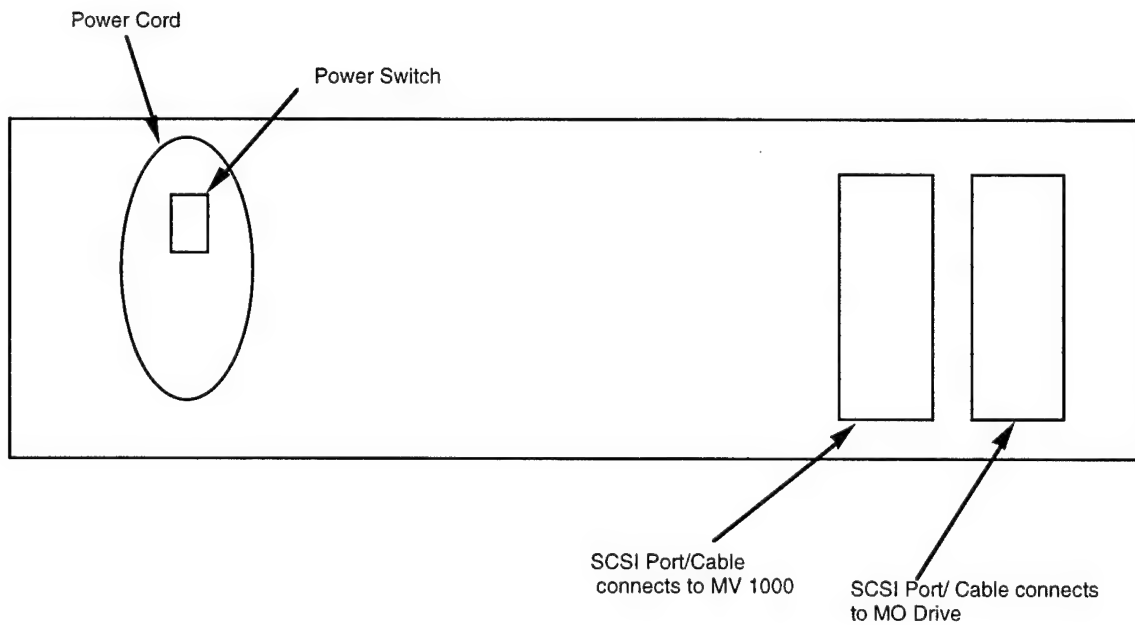 Power Cord
Power Switch
SCSI Port/Cable
connects to MV 1000
SCSI Port/ Cable connects
to MO Drive